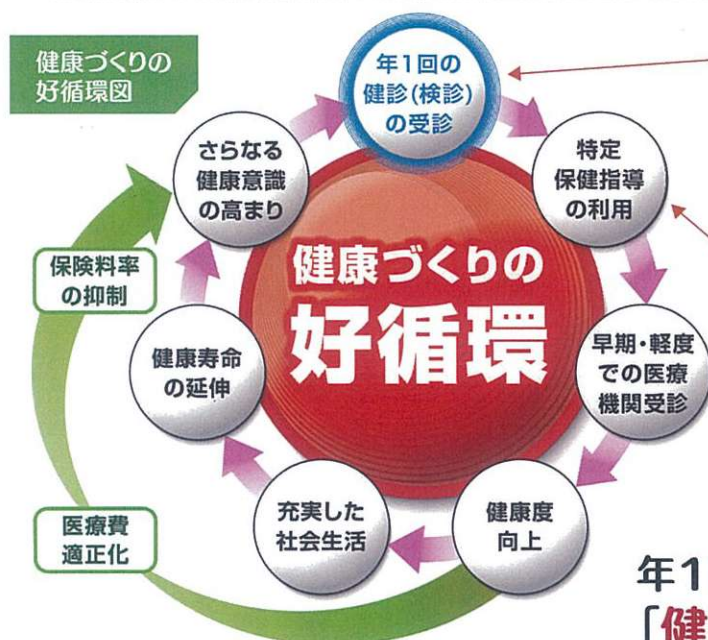 健康づくりの
好循環図
年1回の
健診(検診)
の受診
特定
保健指導
の利用
早期・軽度
での医療
機関受診
健康度
向上
充実した
社会生活
健康寿命
の延伸
さらなる
健康意識
の高まり
健康づくりの
好循環
保険料率
の抑制
医療費
適正化
年1
「健